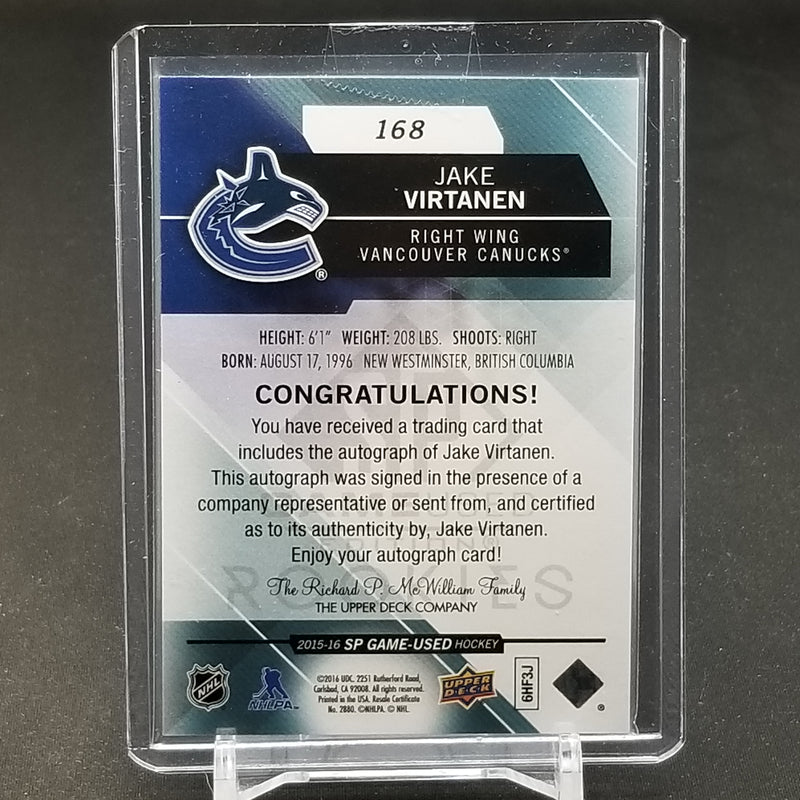 168
JAKE
VIRTANEN
RIGHT WING
VANCOUVER CANUCKS®
®
HEIGHT: 6'1" WEIGHT: 208 LBS. SHOOTS: RIGHT
BORN: AUGUST 17, 1996 NEW WESTMINSTER, BRITISH COLUMBIA
CONGRATULATIONS!
You have received a trading card that
includes the autograph of Jake Virtanen.
This autograph was signed in the presence of a
company representative or sent from, and certified
as to its authenticity by, Jake Virtanen.
Enjoy your autograph card!
GAME USED
EDITION®
ROOKIES
The Richard P. McWilliam Family
THE UPPER DECK COMPANY
2015-16 SP GAME-USED HOCKEY
NHL
NHLPA
©2016 UDC. 2251 Rutherford Road,
Carlsbad, CA 92008. All rights reserved.
Printed in the USA. Resale Certificate
No. 2880. ©NHLPA. © NHL.
UPPER
DECK
6HF3J
®